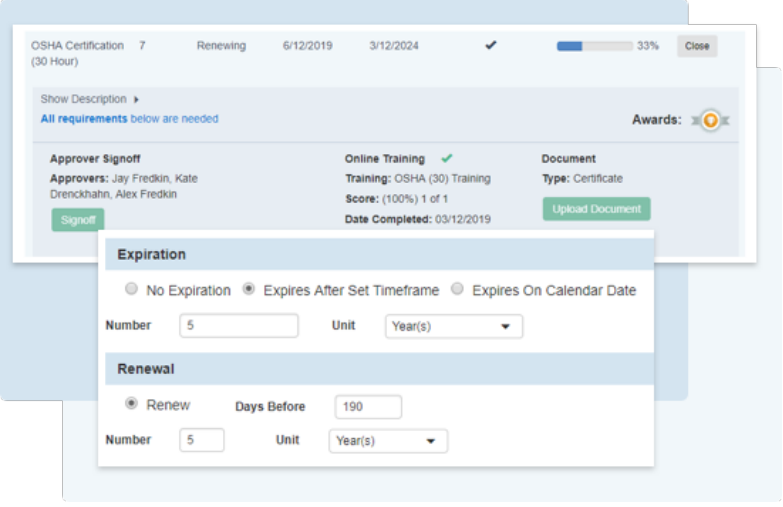 OSHA Certification 7 Renewing 6/12/2019 3/12/2024 33% Close
(30 Hour)
Show Description
All requirements below are needed
Awards:
Approver Signoff
Approvers: Jay Fredkin, Kate
Drenckhahn, Alex Fredkin
Signoff
Online Training
Training: OSHA (30) Training
Score: (100%) 1 of 1
Date Completed: 03/12/2019
Document
Type: Certificate
Upload Document
Expiration
No Expiration Expires After Set Timeframe Expires On Calendar Date
Number 5 Unit Year(s)
Renewal
Renew Days Before 190
Number 5 Unit Year(s)